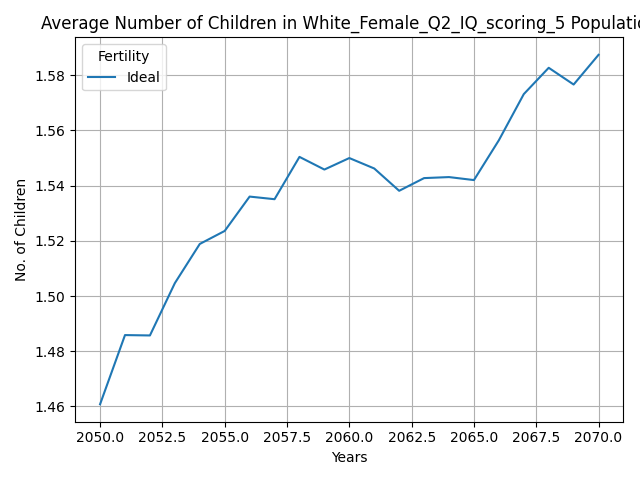 Average Number of Children in White_Female_Q2_IQ_scoring_5 Populatio
Fertility
Ideal
1.58
1.56
1.54
1.52
1.50
1.48
1.46
No. of Children
2050.0 2052.5 2055.0 2057.5 2060.0 2062.5 2065.0 2067.5 2070.0
Years